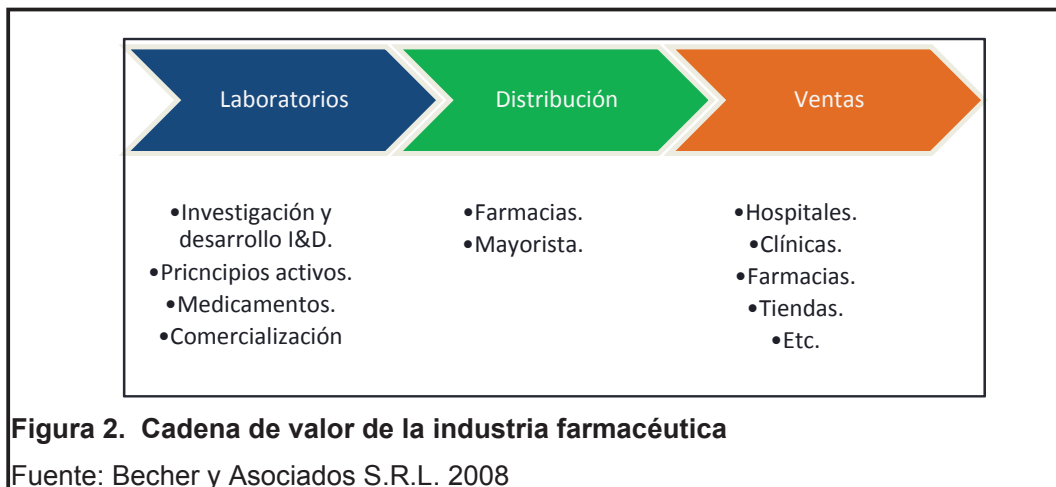 Laboratorios
Distribución
Ventas
•Investigación y
desarrollo I&D.
•Pricncipios activos.
•Medicamentos.
•Comercialización
•Farmacias.
•Mayorista.
•Hospitales.
•Clínicas.
•Farmacias.
•Tiendas.
•Etc.
Figura 2. Cadena de valor de la industria farmacéutica
Fuente: Becher y Asociados S.R.L. 2008